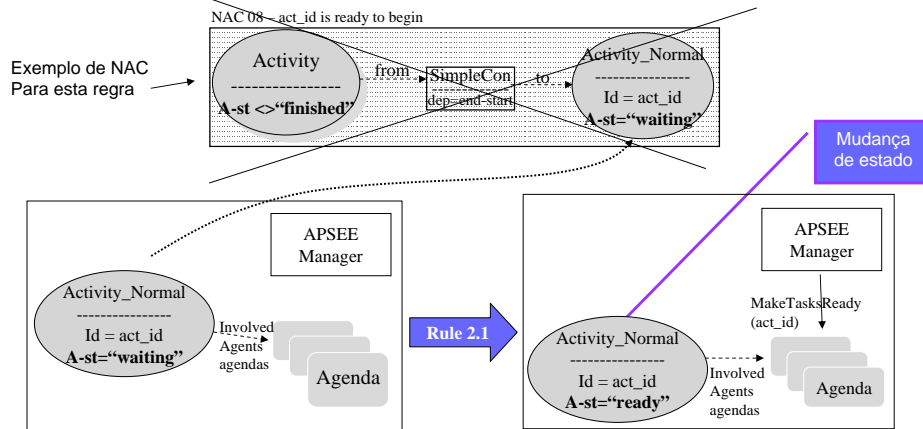 NAC 08 – act_id is ready to begin
Exemplo de NAC
Para esta regra
Activity
----------------
A-st <>“finished”
from
SimpleCon
----------
dep=end-start
to
Activity_Normal
----------------
Id = act_id
A-st=“waiting”
Mudança
de estado
APSEE
Manager
Activity_Normal
----------------
Id = act_id
A-st=“waiting”
Involved
Agents
agendas
Agenda
Rule 2.1
APSEE
Manager
MakeTasksReady
(act_id)
Activity_Normal
----------------
Id = act_id
A-st=“ready”
Involved
Agents
agendas
Agenda